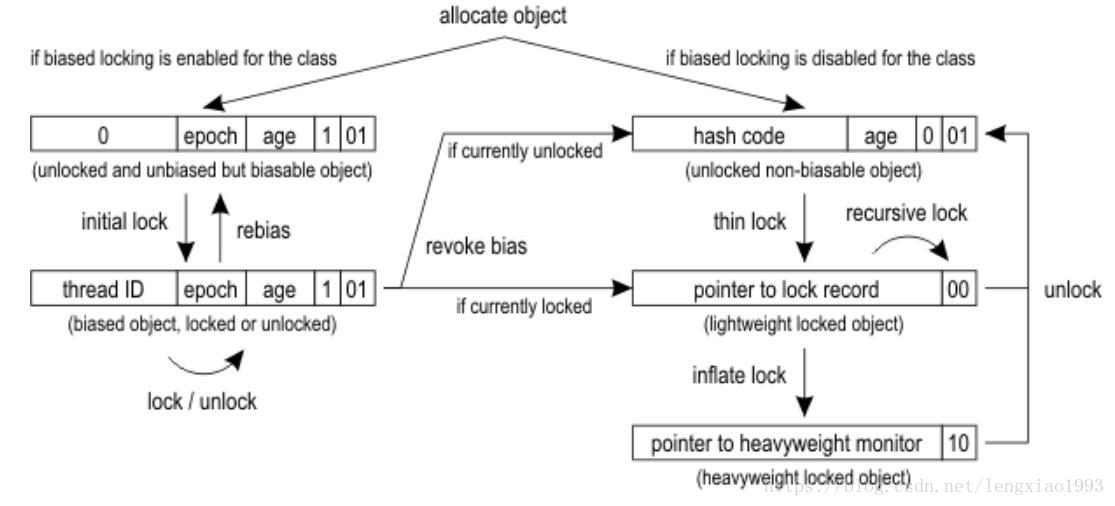 allocate object
if biased locking is enabled for the class
if biased locking is disabled for the class
0 epoch age 1 01
(unlocked and unbiased but biasable object)
hash code age 0 01
(unlocked non-biasable object)
if currently unlocked
initial lock
rebias
revoke bias
thin lock
recursive lock
thread ID epoch age 1 01
(biased object, locked or unlocked)
lock / unlock
if currently locked
pointer to lock record 00
(lightweight locked object)
unlock
inflate lock
pointer to heavyweight monitor 10
(heavyweight locked object)
https://blog.csdn.net/lengxiao1993